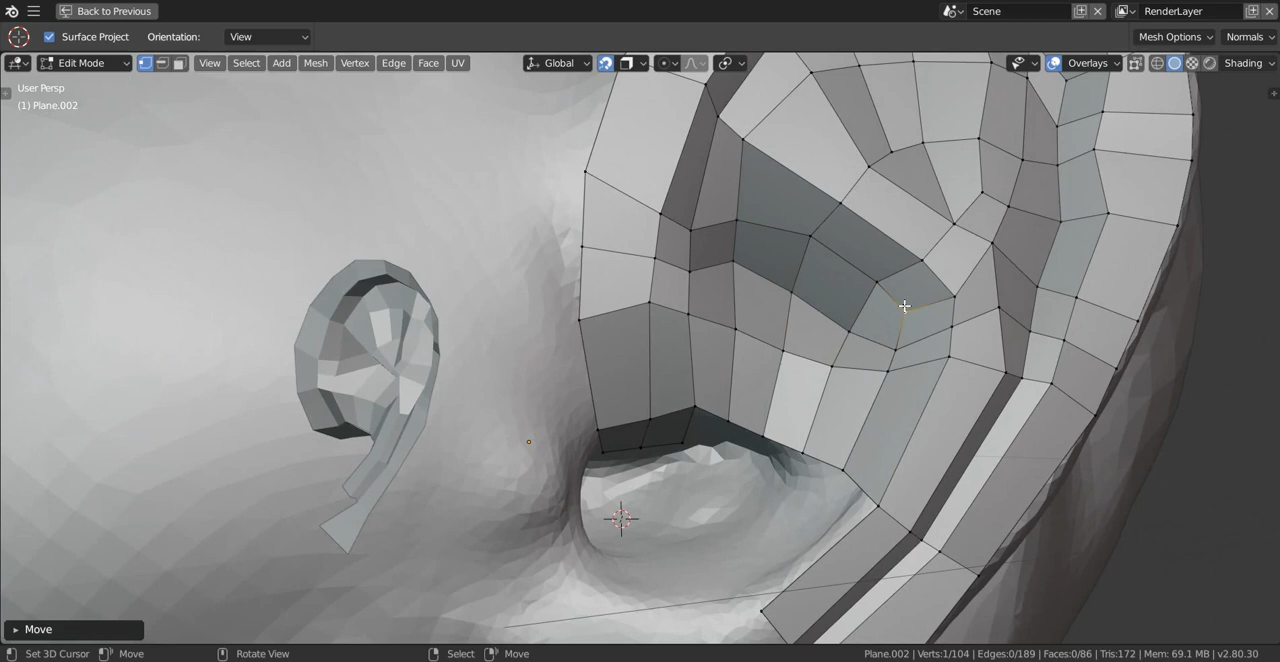 Back to Previous
Scene
RenderLayer
Surface Project
Orientation:
View
Mesh Options
Normals
Edit Mode
View
Select
Add
Mesh
Vertex
Edge
Face
UV
Global
Overlays
Shading
User Persp
(1) Plane.002
Move
Set 3D Cursor
Move
Rotate View
Select
Move
Plane.002 | Verts:1/104 | Edges:0/189 | Faces:0/86 | Tris:172 | Mem: 69.1 MB | v2.80.30